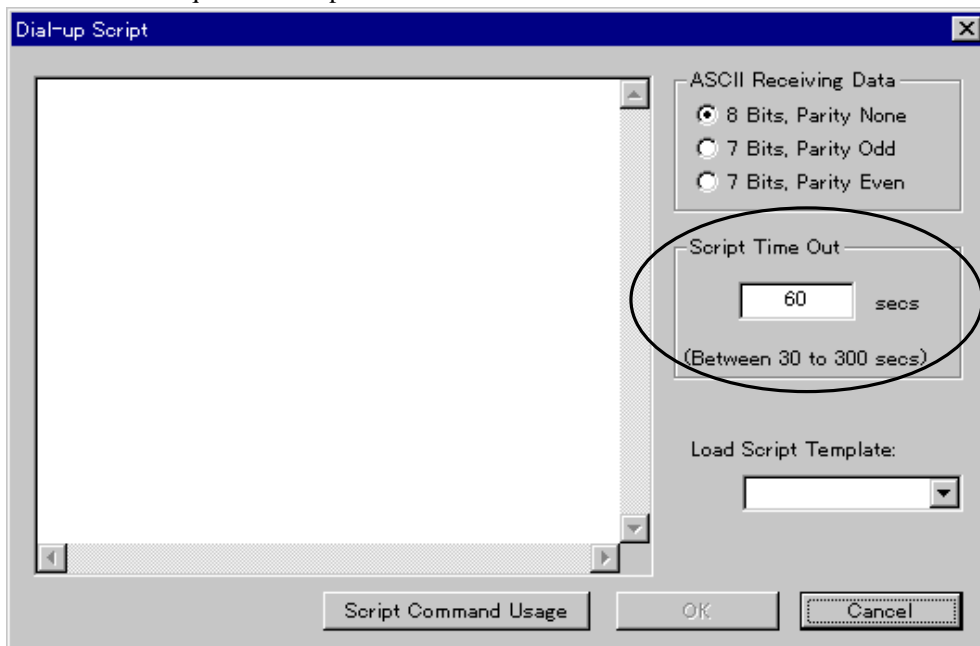 Dial-up Script
ASCII Receiving Data
8 Bits, Parity None
7 Bits, Parity Odd
7 Bits, Parity Even
Script Time Out
60 secs
(Between 30 to 300 secs)
Load Script Template:
Script Command Usage OK Cancel